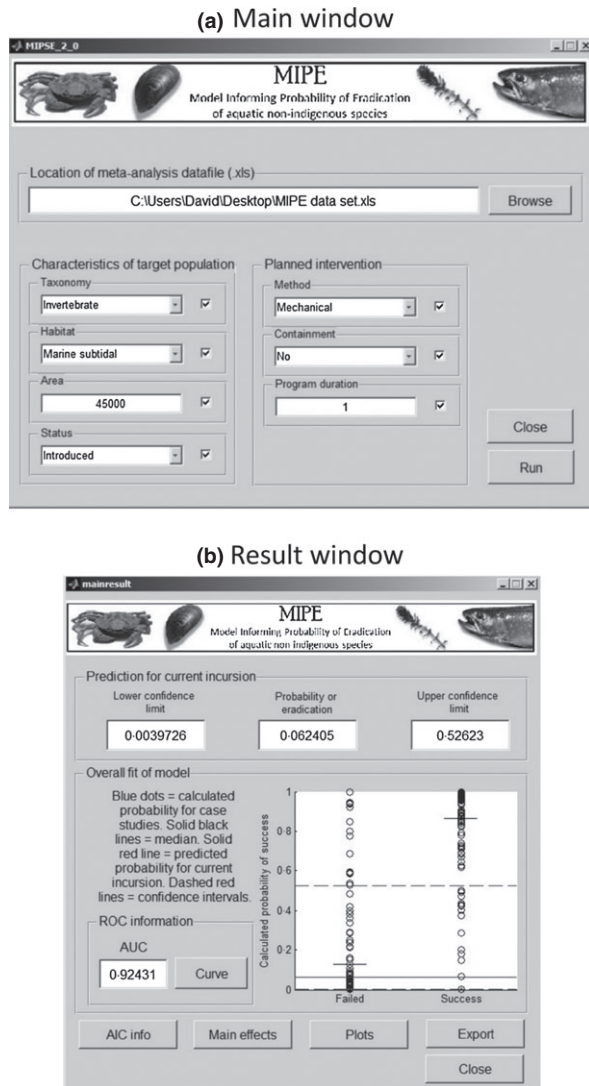 (a) Main window
MIPSE_2_0
MIPE
Model Informing Probability of Eradication
of aquatic non-indigenous species
Location of meta-analysis datafile (.xls)
C:\Users\David\Desktop\MIPE data set.xls
Browse
Characteristics of target population
Taxonomy
Invertebrate
Habitat
Marine subtidal
Area
45000
Status
Introduced
Planned intervention
Method
Mechanical
Containment
No
Program duration
1
Close
Run
(b) Result window
mainresult
MIPE
Model Informing Probability of Eradication
of aquatic non indigenous species
Prediction for current incursion
Lower confidence
limit
0·0039726
Probability or
eradication
0·062405
Upper confidence
limit
0·52623
Overall fit of model
Blue dots = calculated
probability for case
studies. Solid black
lines = median. Solid
red line = predicted
probability for current
incursion. Dashed red
lines = confidence intervals.
ROC information
AUC
0·92431
Curve
Calculated probability of success
1
0·8
0·6
0·4
0·2
0
Failed
Success
AIC info
Main effects
Plots
Export
Close